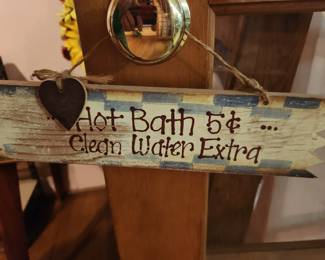 ... Hot Bath 5¢ ...
Clean Water Extra